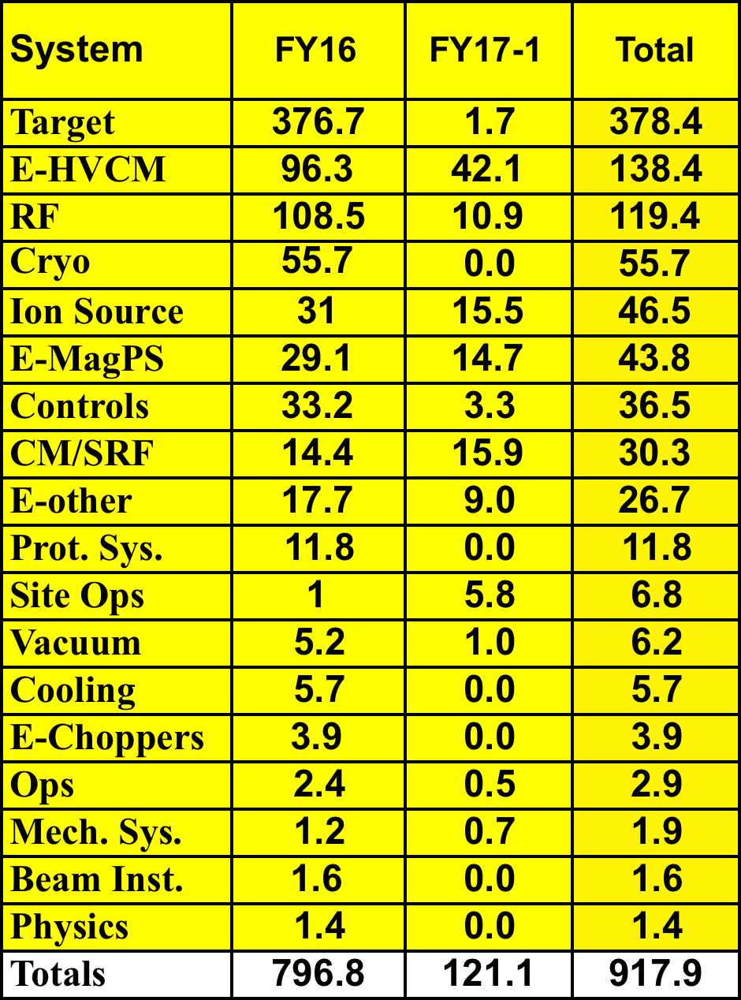 System FY16 FY17-1 Total
Target 376.7 1.7 378.4
E-HVCM 96.3 42.1 138.4
RF 108.5 10.9 119.4
Cryo 55.7 0.0 55.7
Ion Source 31 15.5 46.5
E-MagPS 29.1 14.7 43.8
Controls 33.2 3.3 36.5
CM/SRF 14.4 15.9 30.3
E-other 17.7 9.0 26.7
Prot. Sys. 11.8 0.0 11.8
Site Ops 1 5.8 6.8
Vacuum 5.2 1.0 6.2
Cooling 5.7 0.0 5.7
E-Choppers 3.9 0.0 3.9
Ops 2.4 0.5 2.9
Mech. Sys. 1.2 0.7 1.9
Beam Inst. 1.6 0.0 1.6
Physics 1.4 0.0 1.4
Totals 796.8 121.1 917.9